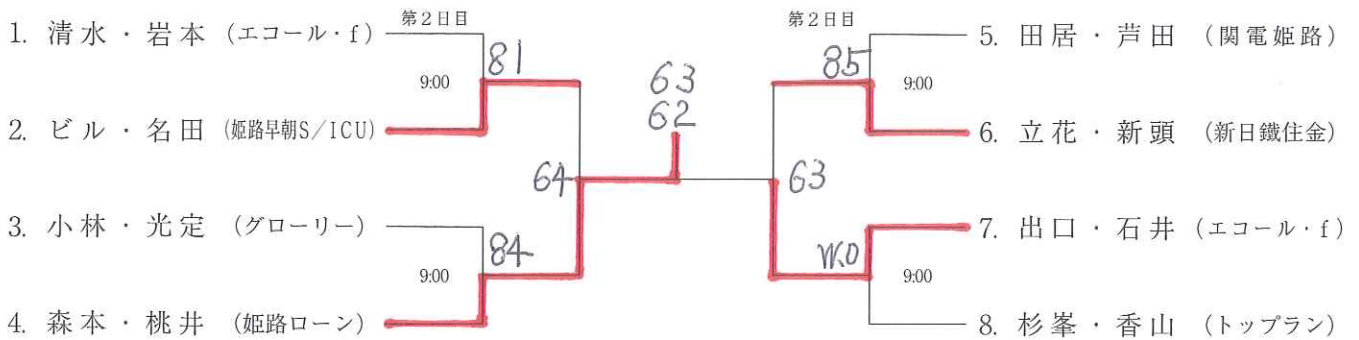 第2日目
1. 清水・岩本 (エコール・f)
81
9:00
2. ビル・名田 (姫路早朝S/ICU)
64
3. 小林・光定 (グローリー)
84
9:00
4. 森本・桃井 (姫路ローン)
63
62
第2日目
5. 田居・芦田 (関電姫路)
85
9:00
6. 立花・新頭 (新日鐵住金)
63
7. 出口・石井 (エコール・f)
W.O
9:00
8. 杉峯・香山 (トップラン)